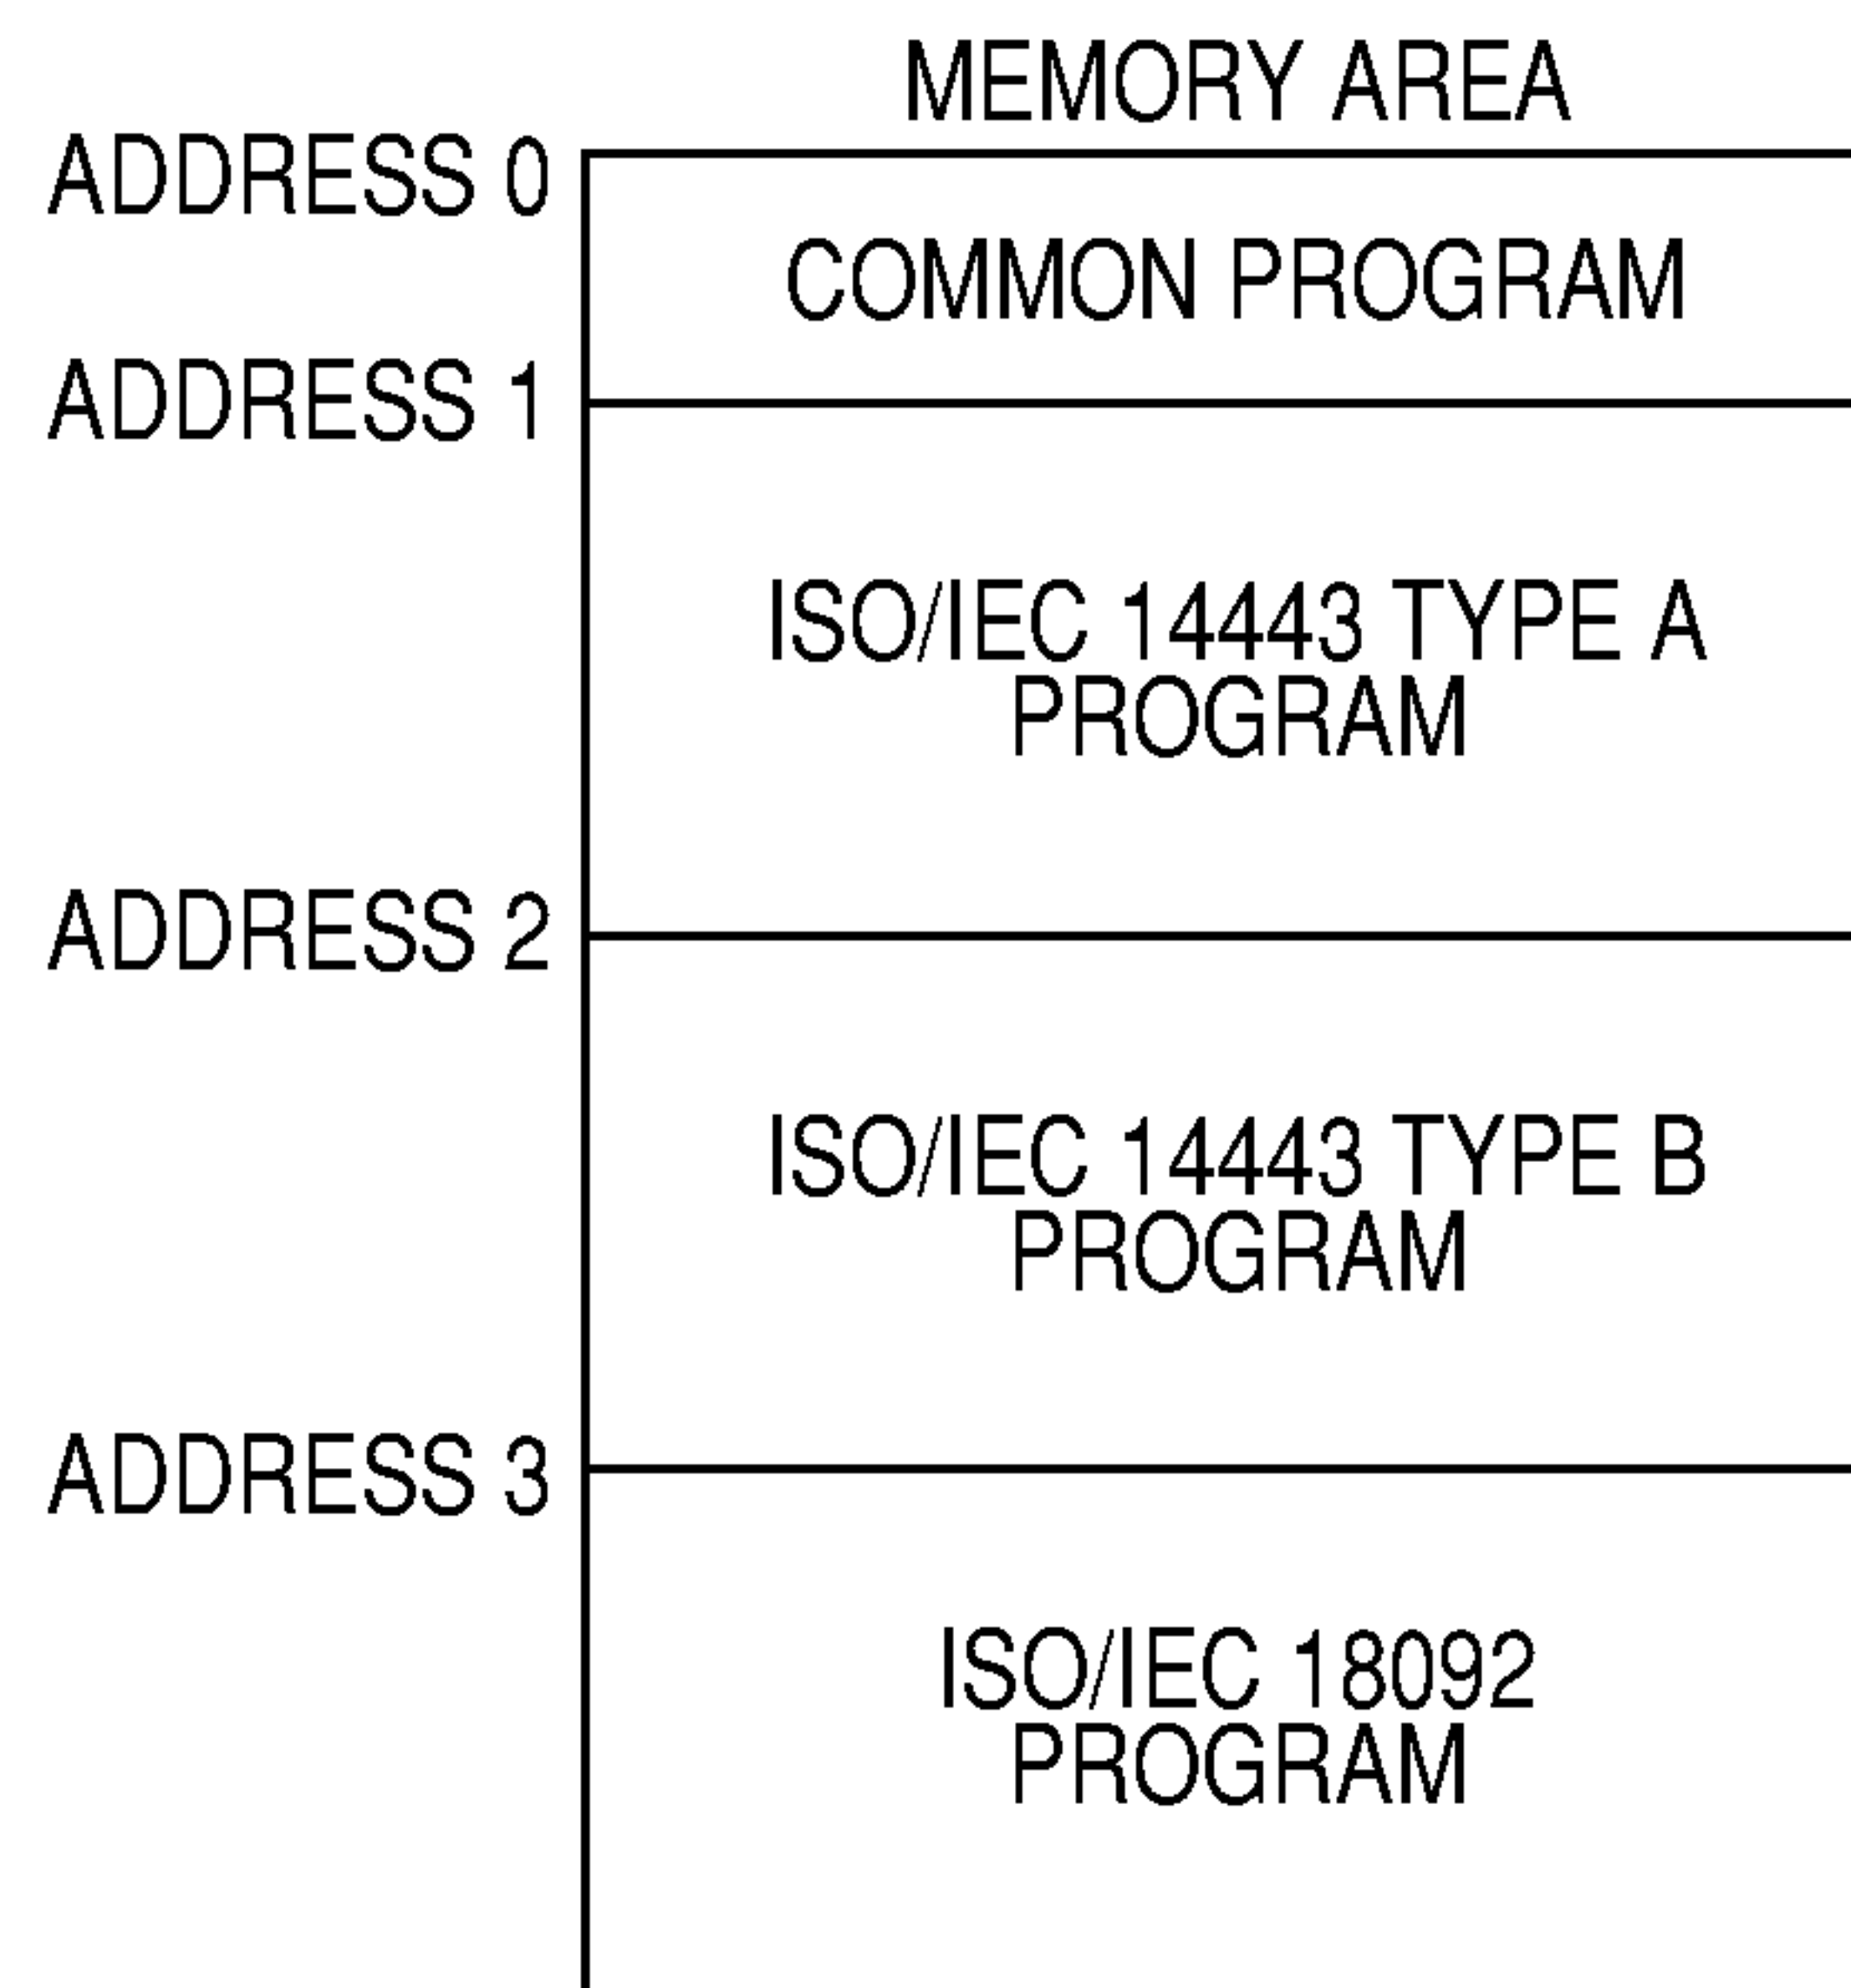 MEMORY AREA
ADDRESS 0
COMMON PROGRAM
ADDRESS 1
ISO/IEC 14443 TYPE A
PROGRAM
ADDRESS 2
ISO/IEC 14443 TYPE B
PROGRAM
ADDRESS 3
ISO/IEC 18092
PROGRAM